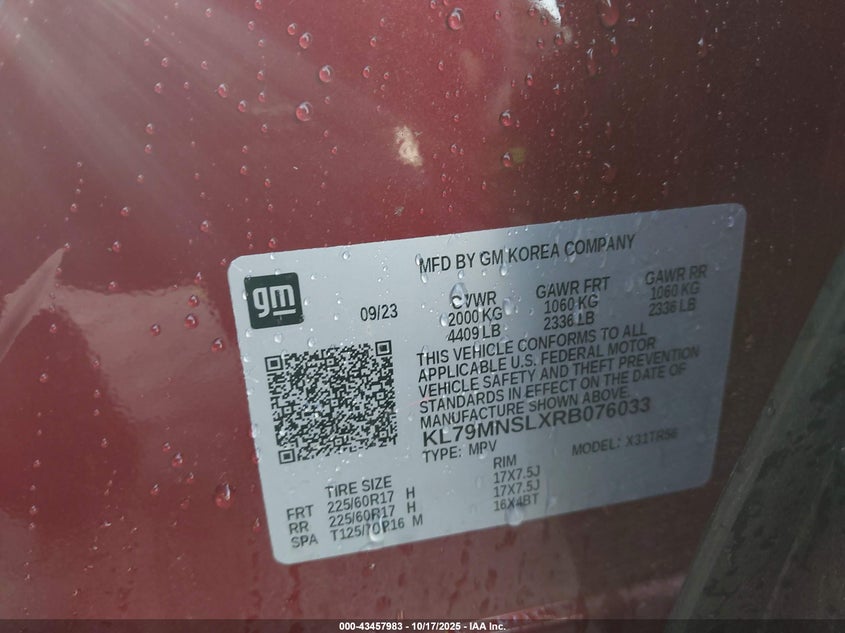 MFD BY GM KOREA COMPANY
gm
09/23
GVWR
2000 KG
4409 LB
GAWR FRT
1060 KG
2336 LB
GAWR RR
1060 KG
2336 LB
THIS VEHICLE CONFORMS TO ALL
APPLICABLE U.S. FEDERAL MOTOR
VEHICLE SAFETY AND THEFT PREVENTION
STANDARDS IN EFFECT ON THE DATE OF
MANUFACTURE SHOWN ABOVE.
KL79MNSLXRB076033
TYPE: MPV
MODEL: X31TR56
TIRE SIZE RIM
FRT 225/60R17 H 17X7.5J
RR 225/60R17 H 17X7.5J
SPA T125/70R16 M 16X4BT
000-43457983 | 10/17/2025 - IAA Inc.